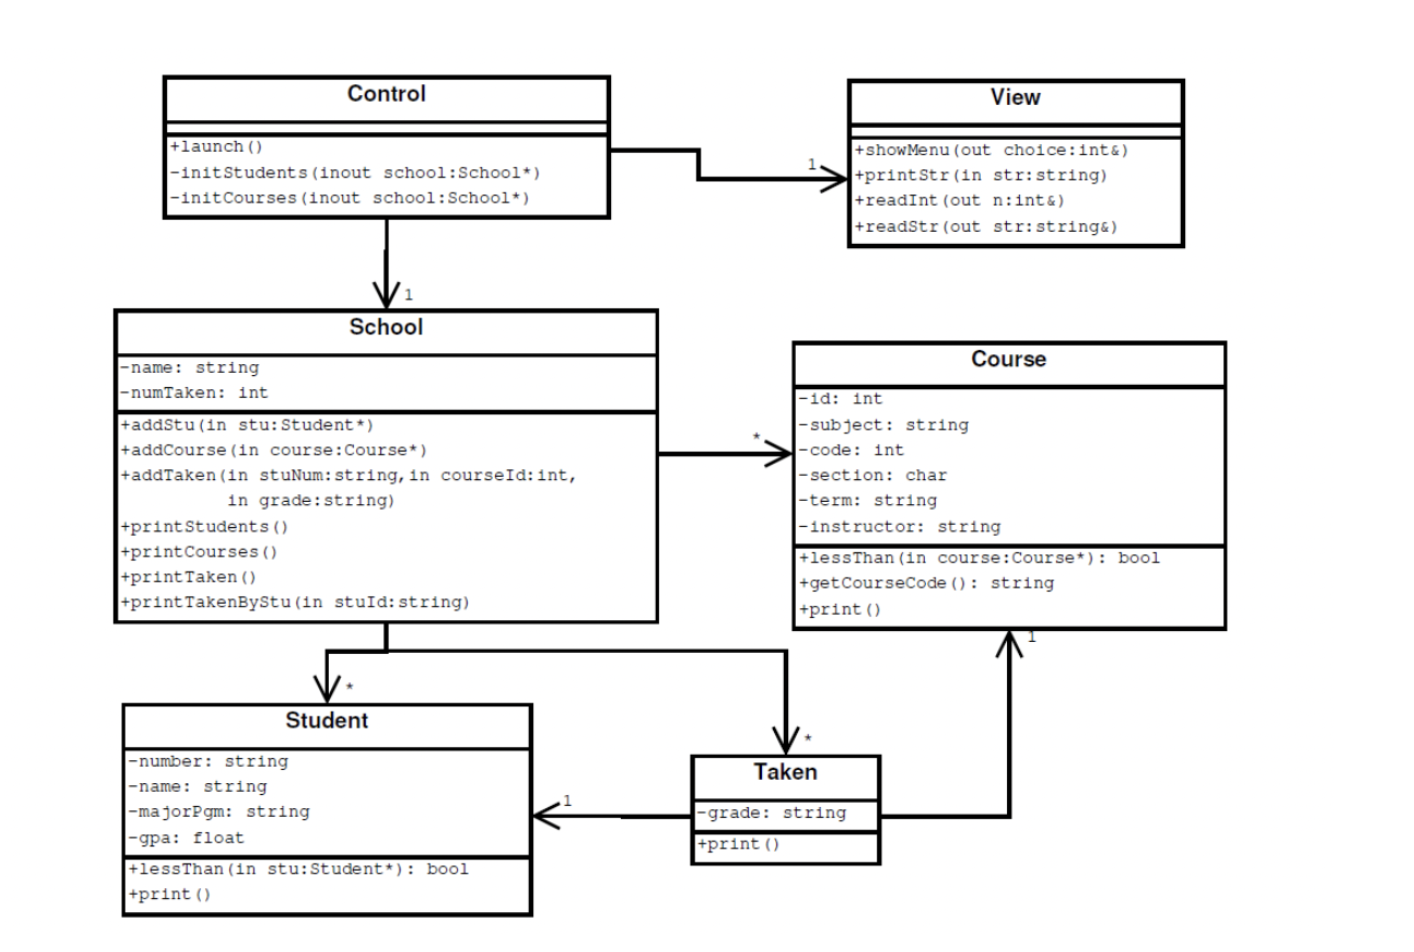 Control
+launch()
-initStudents(inout school:School*)
-initCourses(inout school:School*)
View
+showMenu(out choice:int&)
+printStr(in str:string)
+readInt(out n:int&)
+readStr(out str:string&)
1
1
School
-name: string
-numTaken: int
+addStu(in stu:Student*)
+addCourse(in course:Course*)
+addTaken(in stuNum:string,in courseId:int,
in grade:string)
+printStudents()
+printCourses()
+printTaken()
+printTakenByStu(in stuId:string)
*
Course
-id: int
-subject: string
-code: int
-section: char
-term: string
-instructor: string
+lessThan(in course:Course*): bool
+getCourseCode(): string
+print()
1
*
*
Student
-number: string
-name: string
-majorPgm: string
-gpa: float
+lessThan(in stu:Student*): bool
+print()
1
Taken
-grade: string
+print()